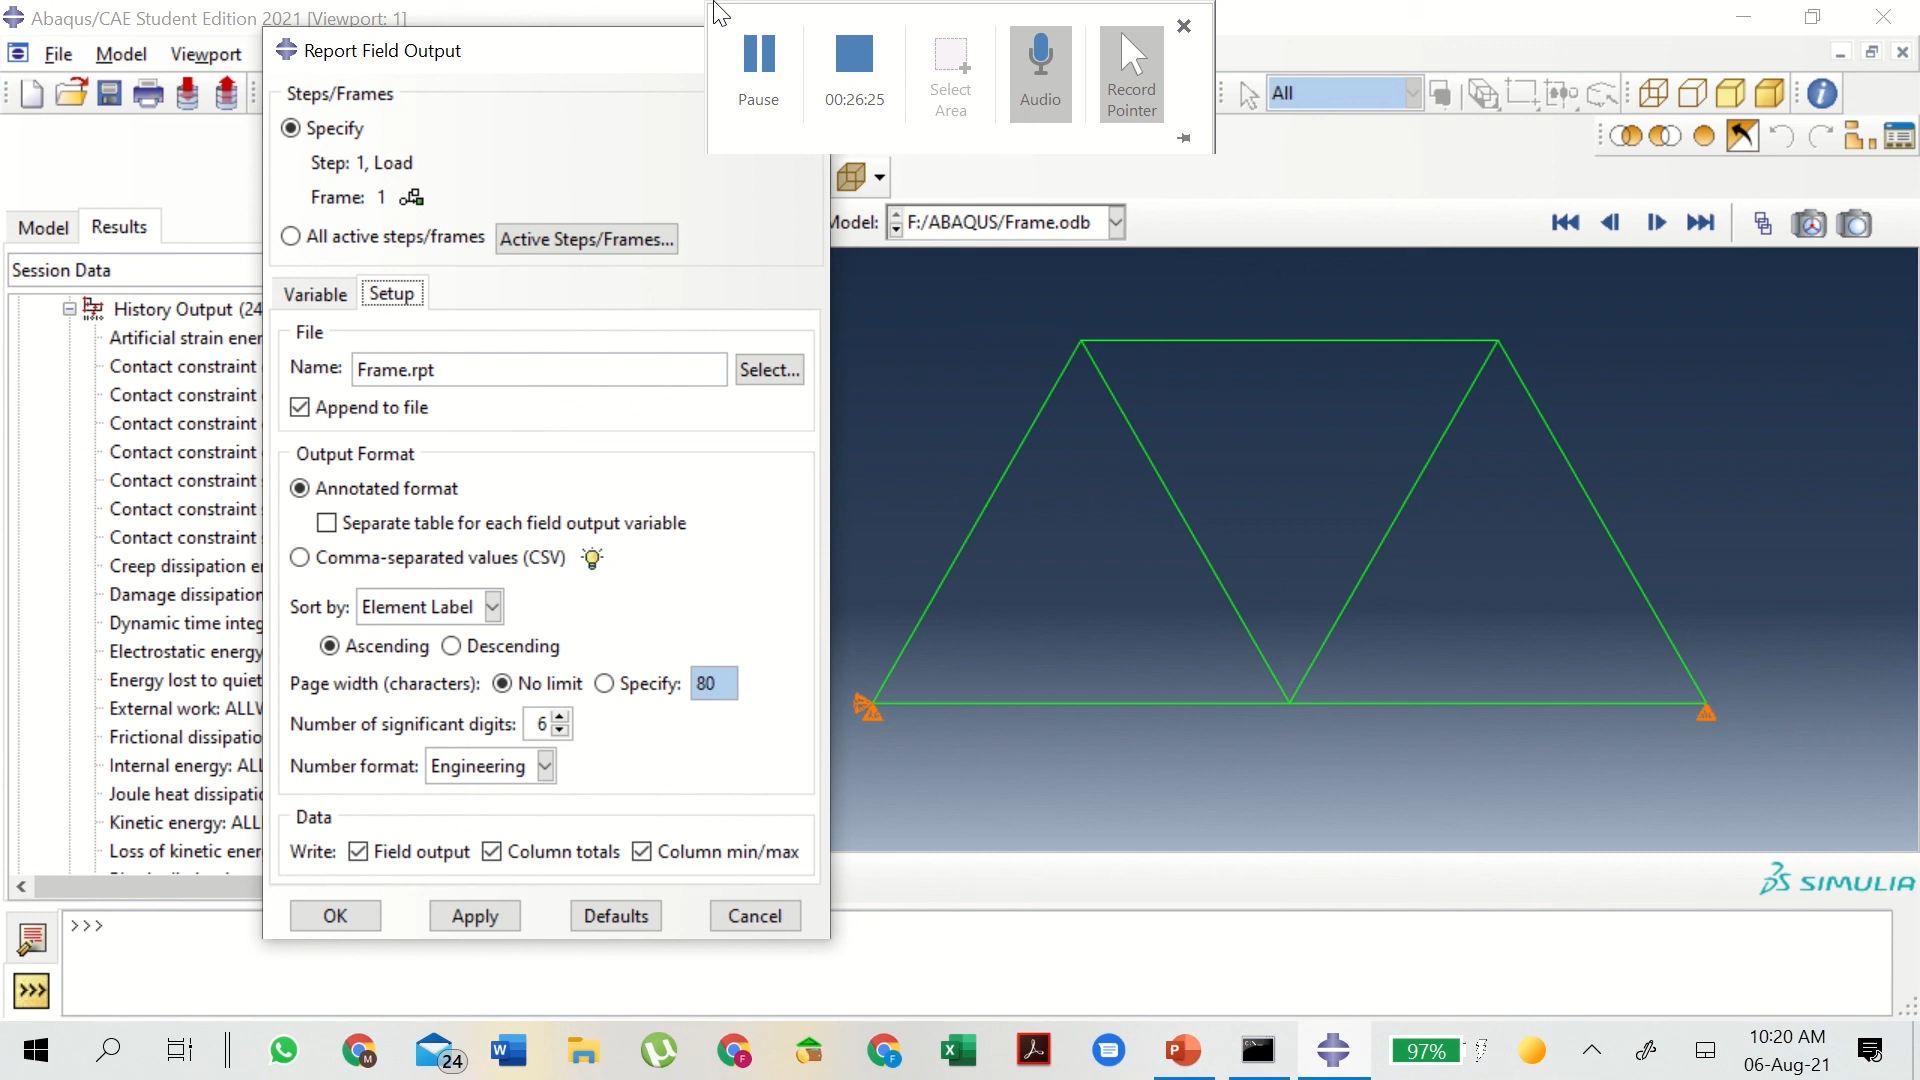 Abaqus/CAE Student Edition 2021 [Viewport: 1]
File Model Viewport
Report Field Output
Pause
00:26:25
Select Area
Audio
Record Pointer
All
Steps/Frames
Specify
Step: 1, Load
Frame: 1
All active steps/frames
Active Steps/Frames...
Model: F:/ABAQUS/Frame.odb
Model Results
Session Data
History Output (24
Artificial strain ener
Contact constraint
Contact constraint
Contact constraint
Contact constraint
Contact constraint
Contact constraint
Contact constraint
Creep dissipation e
Damage dissipation
Dynamic time integ
Electrostatic energy
Energy lost to quiet
External work: ALLW
Frictional dissipatio
Internal energy: ALL
Joule heat dissipatio
Kinetic energy: ALL
Loss of kinetic ener
Variable Setup
File
Name: Frame.rpt Select...
Append to file
Output Format
Annotated format
Separate table for each field output variable
Comma-separated values (CSV)
Sort by: Element Label
Ascending Descending
Page width (characters): No limit Specify: 80
Number of significant digits: 6
Number format: Engineering
Data
Write: Field output Column totals Column min/max
OK Apply Defaults Cancel
SIMULIA
>>>
>>>
24
97%
10:20 AM
06-Aug-21